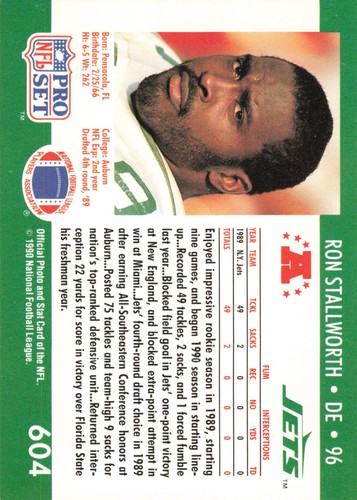 RON STALLWORTH • DE • 96
A
JETS
TM
FUM INTERCEPTIONS
YEAR TEAM TCKL SACKS REC NO YDS TD
1989 N.Y. Jets 49 2 0 0 0 0
TOTALS 49 2 0 0 0 0
Enjoyed impressive rookie season in 1989, starting
nine games, and began 1990 season in starting line-
up...Recorded 49 tackles, 2 sacks, and 1 forced fumble
last year...Blocked field goal in Jets' one-point victory
at New England, and blocked extra-point attempt in
win at Miami...Jets' fourth-round draft choice in 1989
after earning All-Southeastern Conference honors at
Auburn...Posted 75 tackles and team-high 9 sacks for
nation's top-ranked defensive unit...Returned inter-
ception 22 yards for score in victory over Florida State
his freshman year.
Born: Pensacola, FL
Birthdate: 2/25/66
Ht: 6-5 Wt: 262
College: Auburn
NFL Exp: 2nd year
Drafted 4th round, '89
NFL
PRO
SET
TM
NATIONAL FOOTBALL LEAGUE
PLAYERS ASSOCIATION
®
Official Photo and Stat Card of the NFL.
© 1990 National Football League.
604